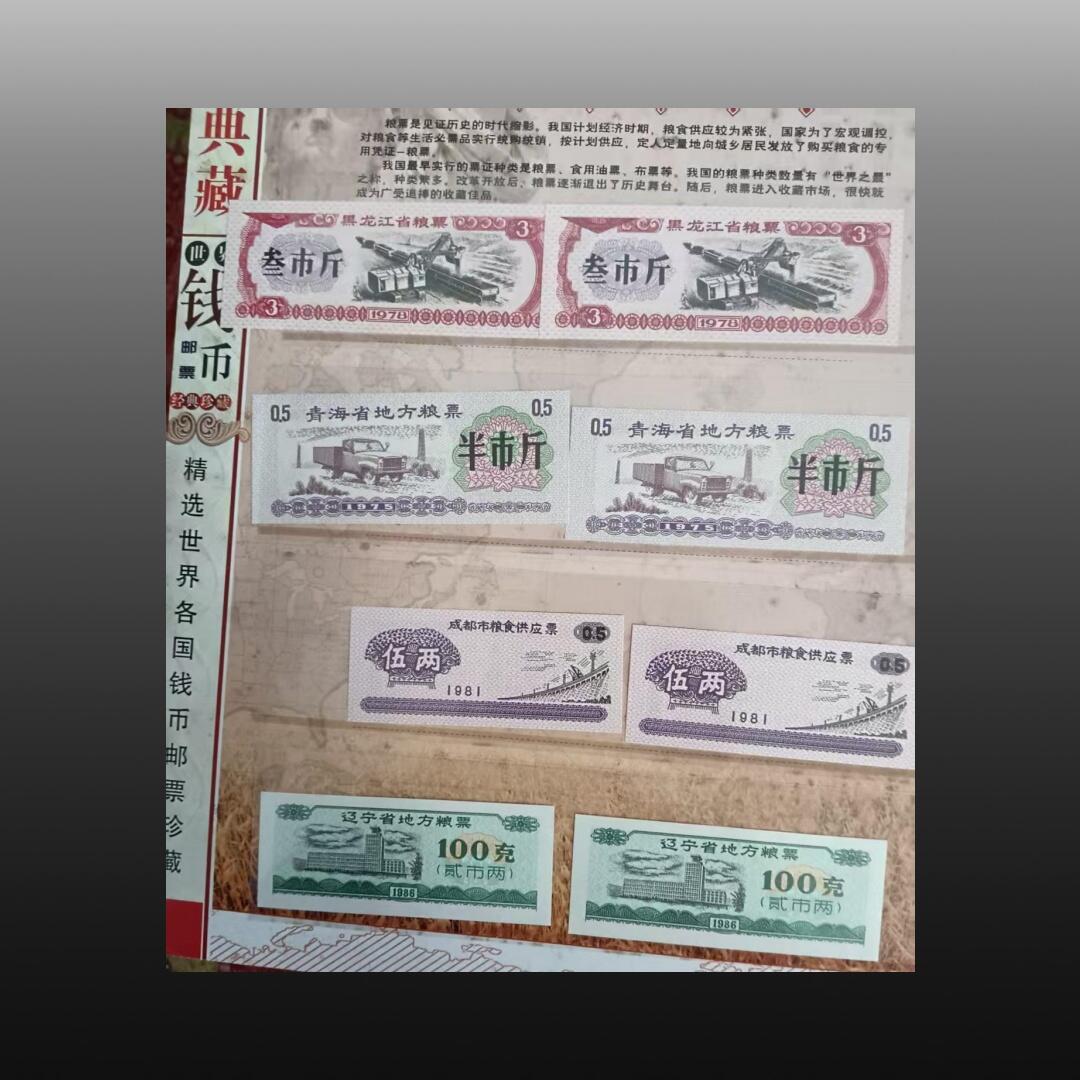 典
藏
世
钱
币
邮
票
经典珍藏
精选世界各国钱币邮票珍藏
粮票是见证历史的时代缩影。我国计划经济时期，粮食供应较为紧张，国家为了宏观调控，
对粮食等生活必需品实行统购统销，按计划供应，定人定量地向城乡居民发放了购买粮食的专
用凭证－粮票。
我国最早实行的票证种类是粮票、食用油票、布票等。我国的粮票种类数量有“世界之最”
之称，种类繁多。改革开放后，粮票逐渐退出了历史舞台。随后，粮票进入收藏市场，很快就
成为广受追捧的收藏佳品。
黑龙江省粮票
3
叁市斤
3
1978
黑龙江省粮票
3
叁市斤
3
1978
0.5 青海省地方粮票 0.5
半市斤
1975
0.5 青海省地方粮票 0.5
半市斤
1975
成都市粮食供应票 0.5
伍两
1981
成都市粮食供应票 0.5
伍两
1981
辽宁省地方粮票
100克
(贰市两)
1986
辽宁省地方粮票
100克
(贰市两)
1986